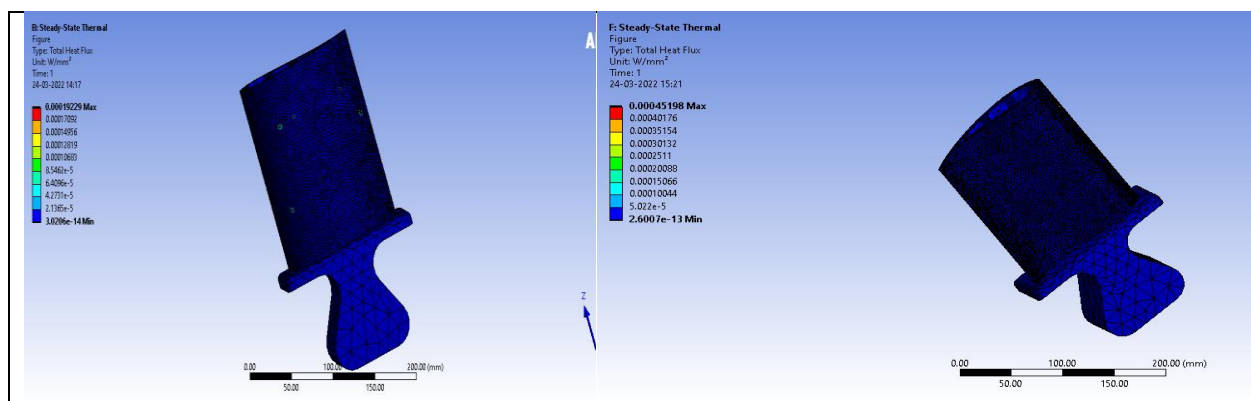 B: Steady-State Thermal
Figure
Type: Total Heat Flux
Unit: W/mm²
Time: 1
24-03-2022 14:17
0.00019229 Max
0.00017092
0.00014956
0.00012819
0.00010683
8.5462e-5
6.4096e-5
4.2731e-5
2.1365e-5
3.0206e-14 Min
A
Z
0.00
100.00
200.00 (mm)
50.00
150.00
F: Steady-State Thermal
Figure
Type: Total Heat Flux
Unit: W/mm²
Time: 1
24-03-2022 15:21
0.00045198 Max
0.00040176
0.00035154
0.00030132
0.0002511
0.00020088
0.00015066
0.00010044
5.022e-5
2.6007e-13 Min
0.00
100.00
200.00 (mm)
50.00
150.00